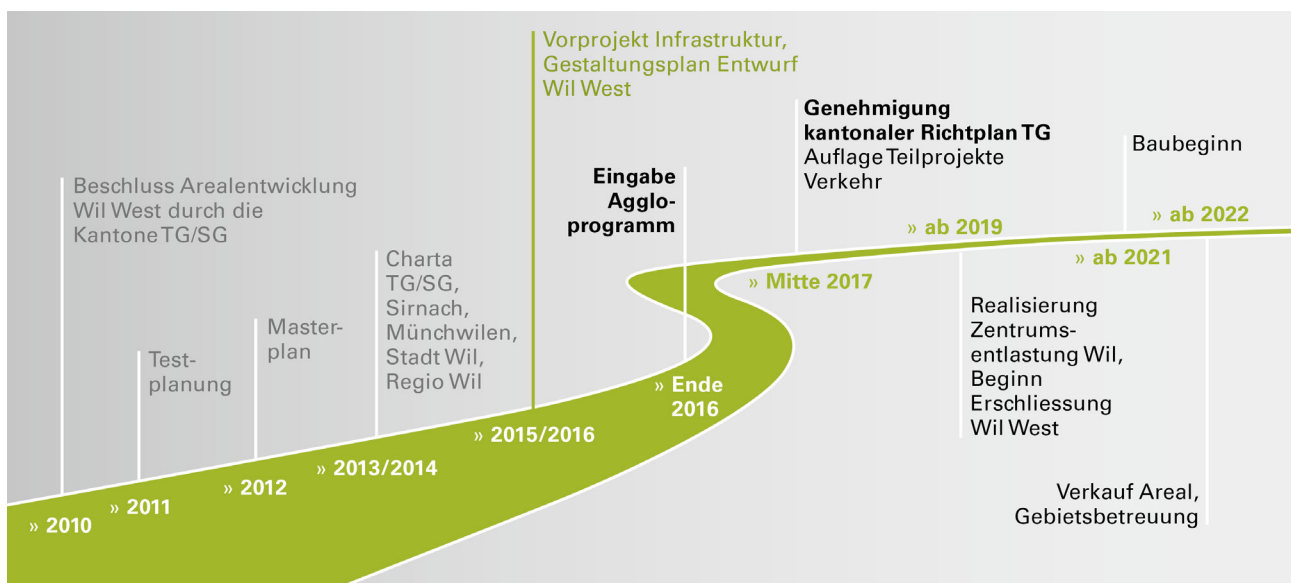 Beschluss Arealentwicklung
Wil West durch die
Kantone TG/SG
» 2010
Test-
planung
» 2011
Master-
plan
» 2012
Charta
TG/SG,
Sirnach,
Münchwilen,
Stadt Wil,
Regio Wil
» 2013/2014
Vorprojekt Infrastruktur,
Gestaltungsplan Entwurf
Wil West
» 2015/2016
Eingabe
Agglo-
programm
» Ende
2016
Genehmigung
kantonaler Richtplan TG
Auflage Teilprojekte
Verkehr
» Mitte 2017
» ab 2019
Realisierung
Zentrums-
entlastung Wil,
Beginn
Erschliessung
Wil West
Baubeginn
» ab 2021
» ab 2022
Verkauf Areal,
Gebietsbetreuung